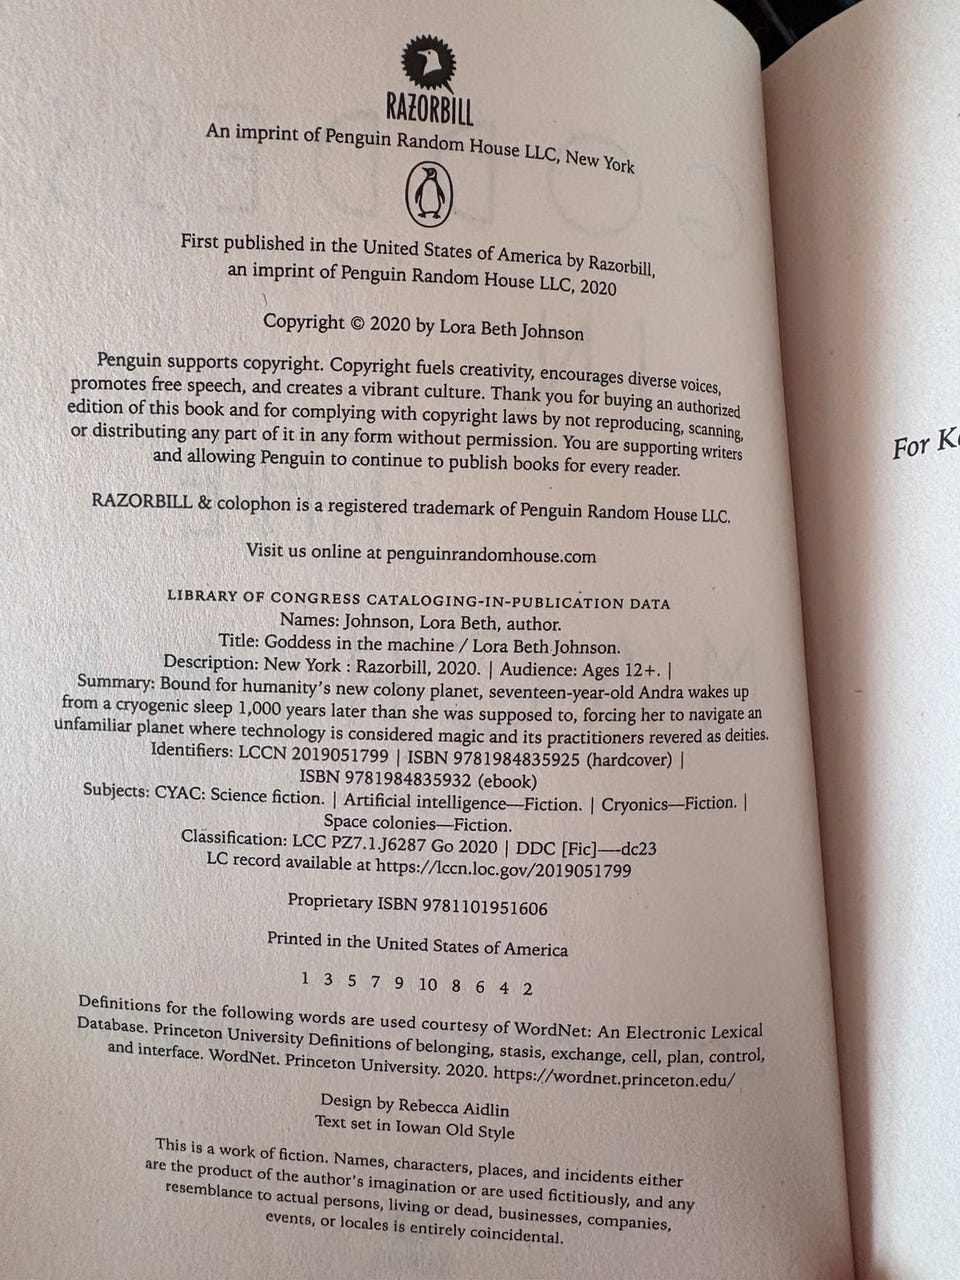 RAZORBILL
An imprint of Penguin Random House LLC, New York
First published in the United States of America by Razorbill,
an imprint of Penguin Random House LLC, 2020
Copyright © 2020 by Lora Beth Johnson
Penguin supports copyright. Copyright fuels creativity, encourages diverse voices,
promotes free speech, and creates a vibrant culture. Thank you for buying an authorized
edition of this book and for complying with copyright laws by not reproducing, scanning,
or distributing any part of it in any form without permission. You are supporting writers
and allowing Penguin to continue to publish books for every reader.
RAZORBILL & colophon is a registered trademark of Penguin Random House LLC.
Visit us online at penguinrandomhouse.com
LIBRARY OF CONGRESS CATALOGING-IN-PUBLICATION DATA
Names: Johnson, Lora Beth, author.
Title: Goddess in the machine / Lora Beth Johnson.
Description: New York : Razorbill, 2020. | Audience: Ages 12+. |
Summary: Bound for humanity's new colony planet, seventeen-year-old Andra wakes up
from a cryogenic sleep 1,000 years later than she was supposed to, forcing her to navigate an
unfamiliar planet where technology is considered magic and its practitioners revered as deities.
Identifiers: LCCN 2019051799 | ISBN 9781984835925 (hardcover) |
ISBN 9781984835932 (ebook)
Subjects: CYAC: Science fiction. | Artificial intelligence—Fiction. | Cryonics—Fiction. |
Space colonies—Fiction.
Classification: LCC PZ7.1.J6287 Go 2020 | DDC [Fic]—-dc23
LC record available at https://lccn.loc.gov/2019051799
Proprietary ISBN 9781101951606
Printed in the United States of America
1 3 5 7 9 10 8 6 4 2
Definitions for the following words are used courtesy of WordNet: An Electronic Lexical
Database. Princeton University Definitions of belonging, stasis, exchange, cell, plan, control,
and interface. WordNet. Princeton University. 2020. https://wordnet.princeton.edu/
Design by Rebecca Aidlin
Text set in Iowan Old Style
This is a work of fiction. Names, characters, places, and incidents either
are the product of the author's imagination or are used fictitiously, and any
resemblance to actual persons, living or dead, businesses, companies,
events, or locales is entirely coincidental.
For